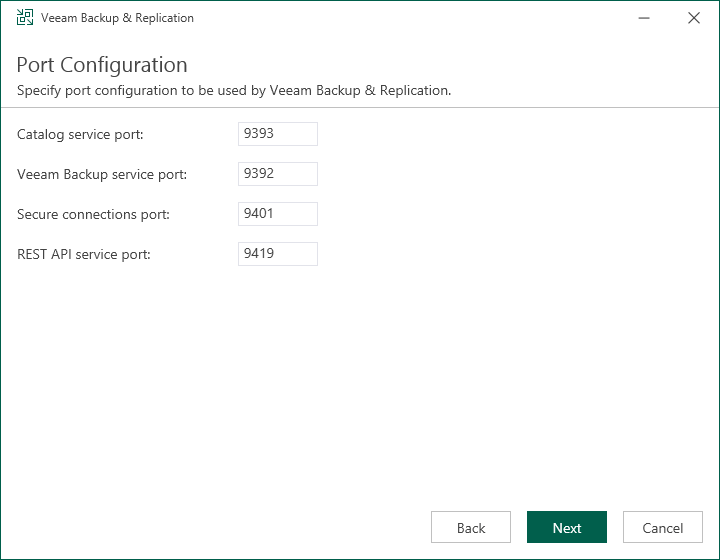 Veeam Backup & Replication
Port Configuration
Specify port configuration to be used by Veeam Backup & Replication.
Catalog service port: 9393
Veeam Backup service port: 9392
Secure connections port: 9401
REST API service port: 9419
Back Next Cancel